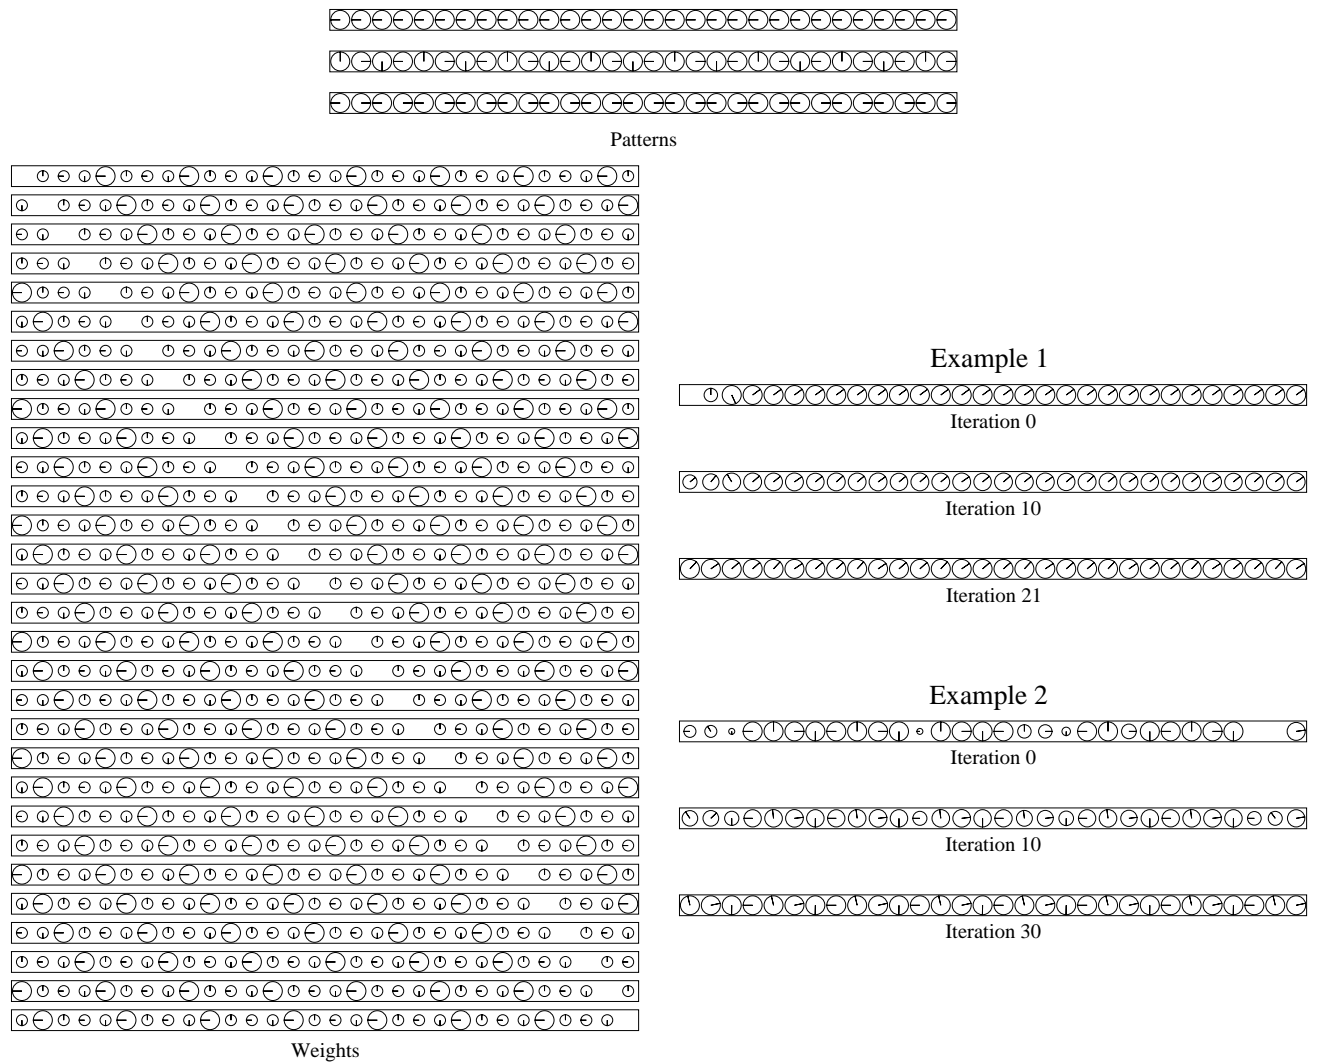 Patterns
Weights
Example 1
Iteration 0
Iteration 10
Iteration 21
Example 2
Iteration 0
Iteration 10
Iteration 30